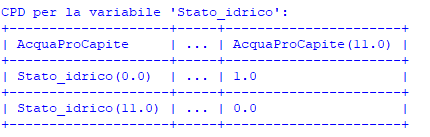 CPD per la variabile 'Stato_idrico':
+--------------------+-----+----------------------+
| AcquaProCapite     | ... | AcquaProCapite(11.0) |
+--------------------+-----+----------------------+
| Stato_idrico(0.0)  | ... | 1.0                  |
+--------------------+-----+----------------------+
| Stato_idrico(11.0) | ... | 0.0                  |
+--------------------+-----+----------------------+